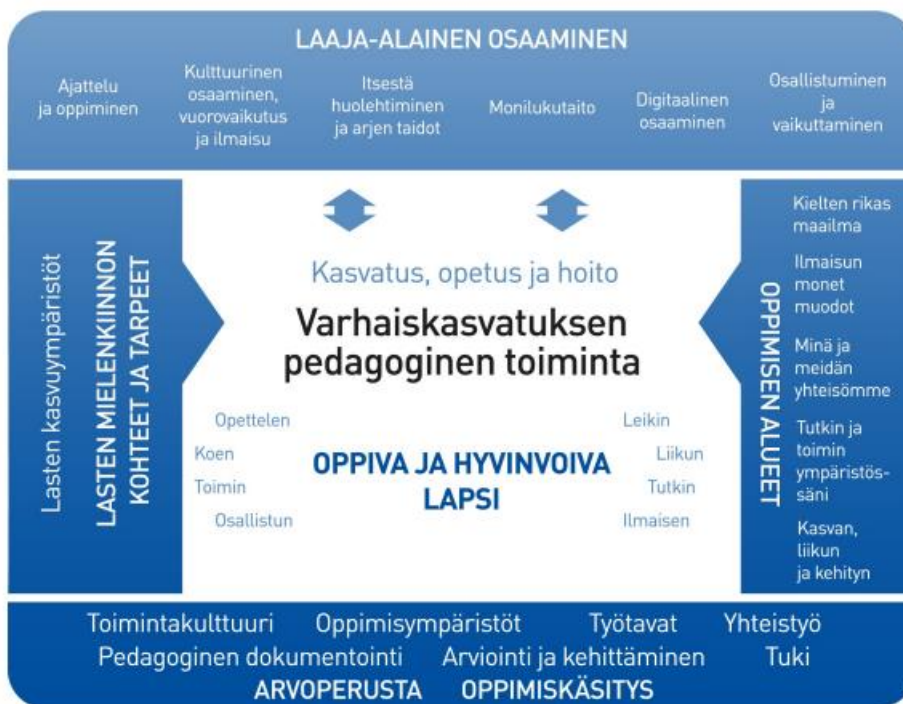 LAAJA-ALAINEN OSAAMINEN
Ajattelu
ja oppiminen
Kulttuurinen
osaaminen,
vuorovaikutus
ja ilmaisu
Itsestä
huolehtiminen
ja arjen taidot
Monilukutaito
Digitaalinen
osaaminen
Osallistuminen
ja
vaikuttaminen
Lasten kasvuympäristöt
LASTEN MIELENKIINNON
KOHTEET JA TARPEET
Kasvatus, opetus ja hoito
Varhaiskasvatuksen
pedagoginen toiminta
Opettelen
Koen
Toimin
Osallistun
OPPIVA JA HYVINVOIVA
LAPSI
Leikin
Liikun
Tutkin
Ilmaisen
OPPIMISEN ALUEET
Kielten rikas
maailma
Ilmaisun
monet
muodot
Minä ja
meidän
yhteisömme
Tutkin ja
toimin
ympäristös-
säni
Kasvan,
liikun
ja kehityn
Toimintakulttuuri Oppimisympäristöt Työtavat Yhteistyö
Pedagoginen dokumentointi Arviointi ja kehittäminen Tuki
ARVOPERUSTA OPPIMISKÄSITYS